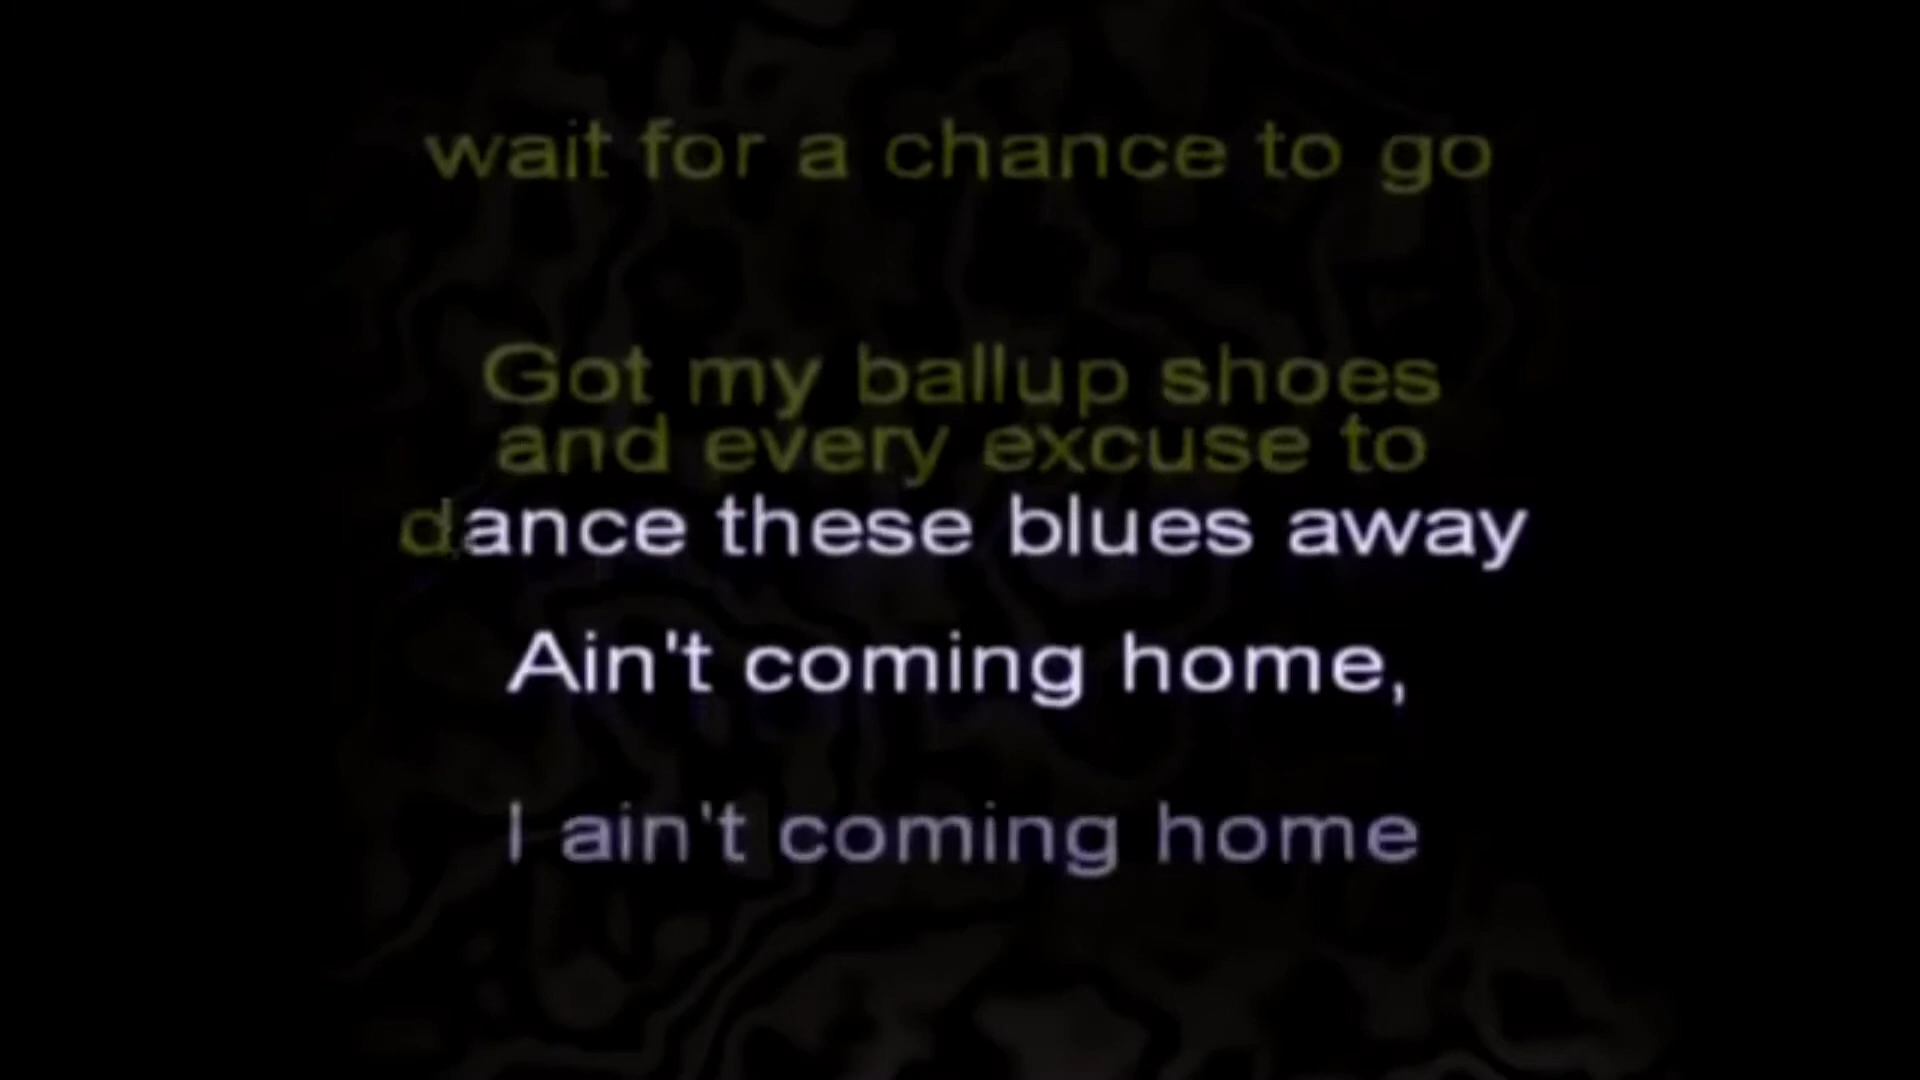 wait for a chance to go
Got my ballup shoes
and every excuse to
dance these blues away
Ain't coming home,
I ain't coming home